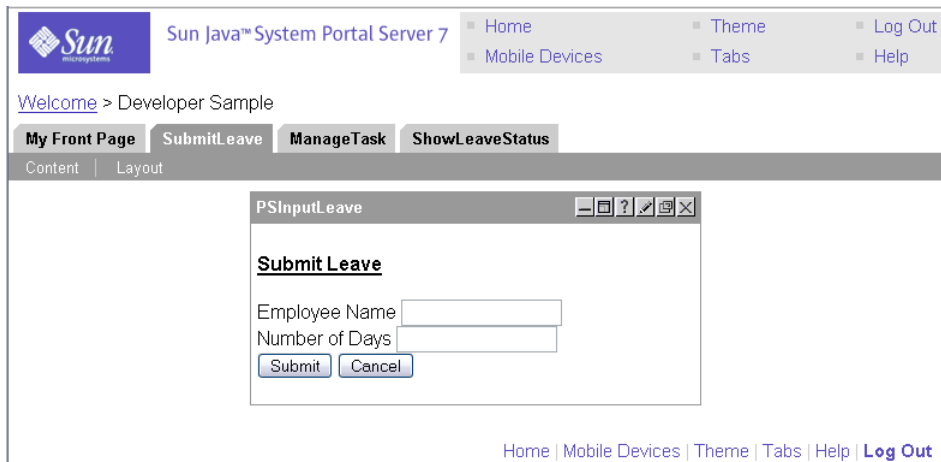 Sun microsystems
Sun Java™ System Portal Server 7
Home
Theme
Log Out
Mobile Devices
Tabs
Help
Welcome > Developer Sample
My Front Page SubmitLeave ManageTask ShowLeaveStatus
Content | Layout
PSInputLeave ?
Submit Leave
Employee Name
Number of Days
Submit Cancel
Home | Mobile Devices | Theme | Tabs | Help | Log Out